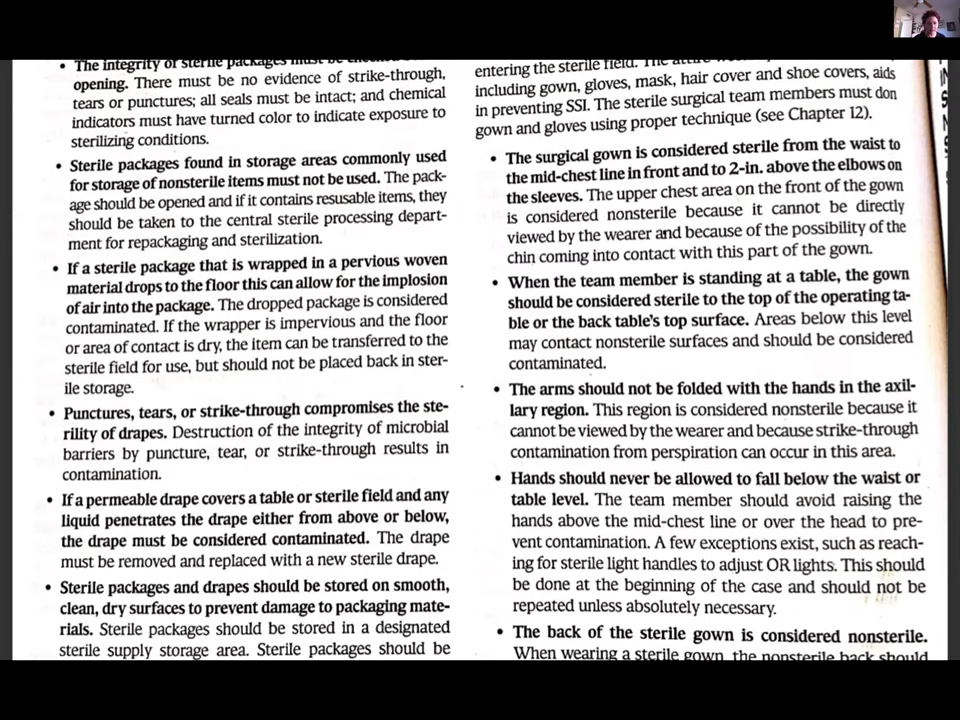 • The integrity of sterile packages must be
opening. There must be no evidence of strike-through,
tears or punctures; all seals must be intact; and chemical
indicators must have turned color to indicate exposure to
sterilizing conditions.
• Sterile packages found in storage areas commonly used
for storage of nonsterile items must not be used. The pack-
age should be opened and if it contains resusable items, they
should be taken to the central sterile processing depart-
ment for repackaging and sterilization.
• If a sterile package that is wrapped in a pervious woven
material drops to the floor this can allow for the implosion
of air into the package. The dropped package is considered
contaminated. If the wrapper is impervious and the floor
or area of contact is dry, the item can be transferred to the
sterile field for use, but should not be placed back in ster-
ile storage.
• Punctures, tears, or strike-through compromises the ste-
rility of drapes. Destruction of the integrity of microbial
barriers by puncture, tear, or strike-through results in
contamination.
• If a permeable drape covers a table or sterile field and any
liquid penetrates the drape either from above or below,
the drape must be considered contaminated. The drape
must be removed and replaced with a new sterile drape.
• Sterile packages and drapes should be stored on smooth,
clean, dry surfaces to prevent damage to packaging mate-
rials. Sterile packages should be stored in a designated
sterile supply storage area. Sterile packages should be
entering the sterile field. The
including gown, gloves, mask, hair cover and shoe covers, aids
in preventing SSI. The sterile surgical team members must don
gown and gloves using proper technique (see Chapter 12).
• The surgical gown is considered sterile from the waist to
the mid-chest line in front and to 2-in. above the elbows on
the sleeves. The upper chest area on the front of the gown
is considered nonsterile because it cannot be directly
viewed by the wearer and because of the possibility of the
chin coming into contact with this part of the gown.
• When the team member is standing at a table, the gown
should be considered sterile to the top of the operating ta-
ble or the back table's top surface. Areas below this level
may contact nonsterile surfaces and should be considered
contaminated.
• The arms should not be folded with the hands in the axil-
lary region. This region is considered nonsterile because it
cannot be viewed by the wearer and because strike-through
contamination from perspiration can occur in this area.
• Hands should never be allowed to fall below the waist or
table level. The team member should avoid raising the
hands above the mid-chest line or over the head to pre-
vent contamination. A few exceptions exist, such as reach-
ing for sterile light handles to adjust OR lights. This should
be done at the beginning of the case and should not be
repeated unless absolutely necessary.
• The back of the sterile gown is considered nonsterile.
When wearing a sterile gown, the nonsterile back should